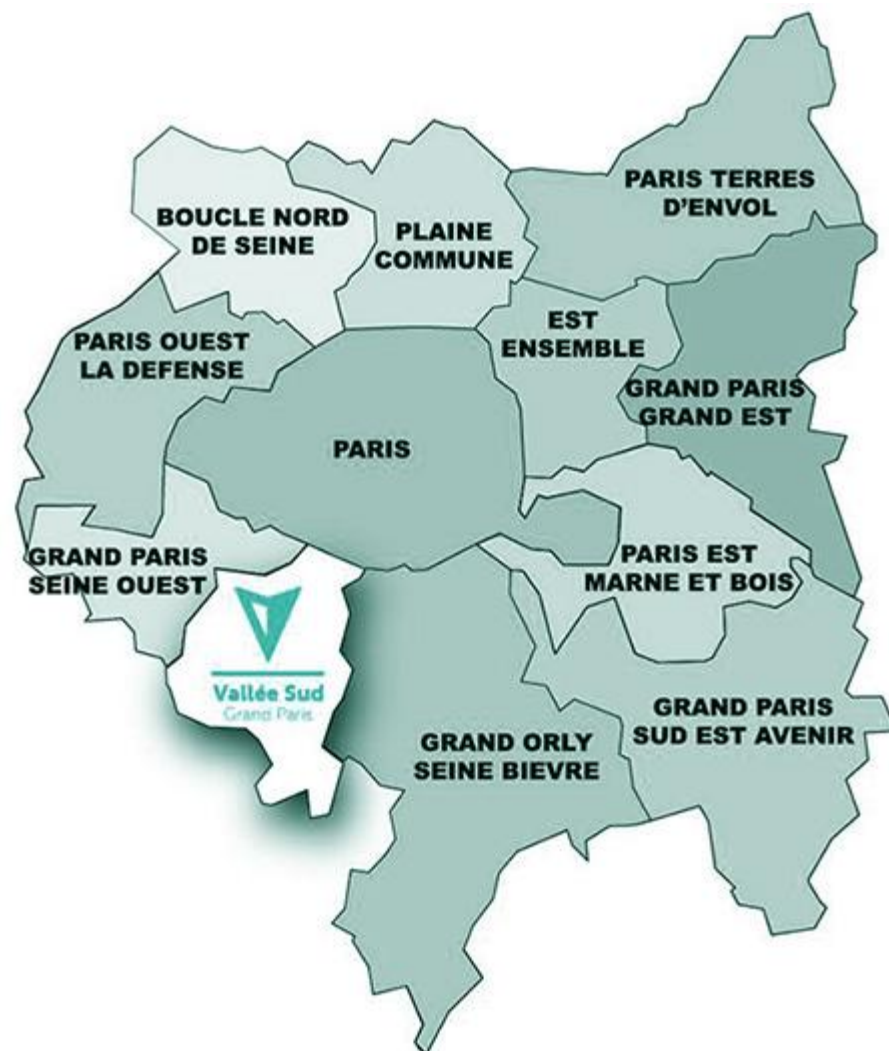 PARIS TERRES
D'ENVOL
BOUCLE NORD
DE SEINE
PLAINE
COMMUNE
EST
ENSEMBLE
PARIS OUEST
LA DEFENSE
GRAND PARIS
GRAND EST
PARIS
GRAND PARIS
SEINE OUEST
PARIS EST
MARNE ET BOIS
Vallée Sud
Grand Paris
GRAND PARIS
SUD EST AVENIR
GRAND ORLY
SEINE BIEVRE